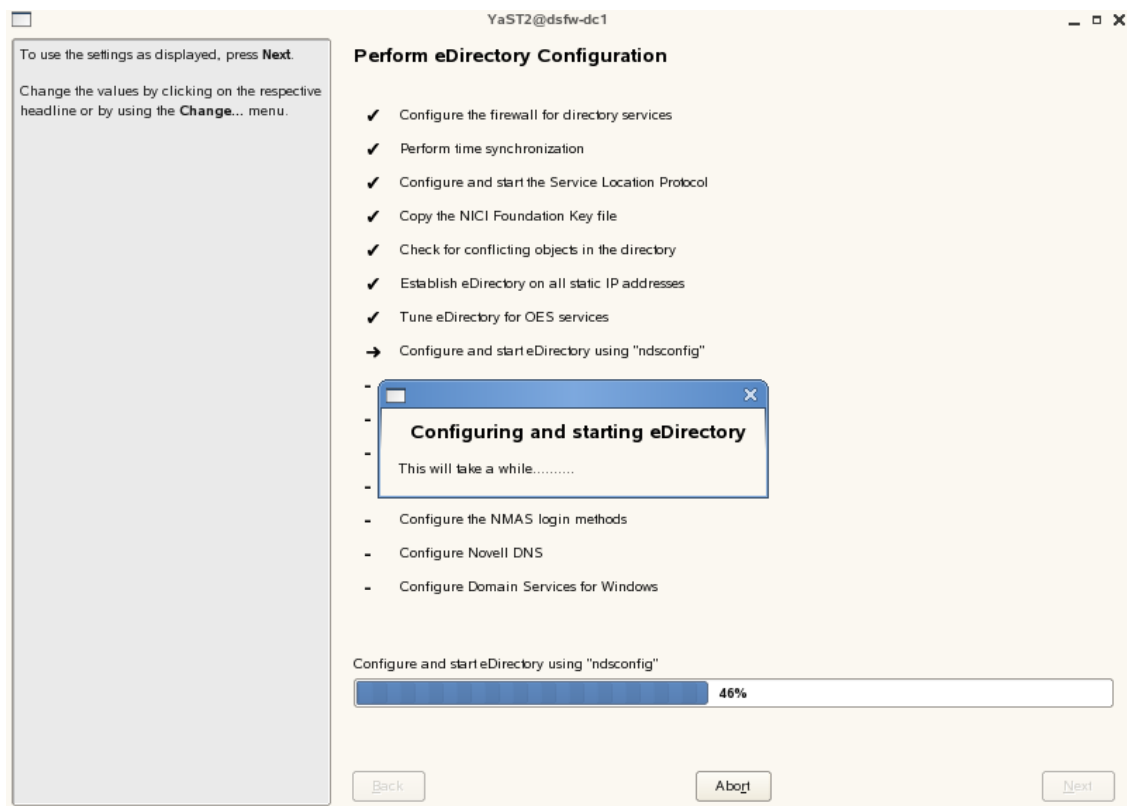 YaST2@dsfw-dc1
To use the settings as displayed, press Next.
Change the values by clicking on the respective
headline or by using the Change... menu.
Perform eDirectory Configuration
✔ Configure the firewall for directory services
✔ Perform time synchronization
✔ Configure and start the Service Location Protocol
✔ Copy the NICI Foundation Key file
✔ Check for conflicting objects in the directory
✔ Establish eDirectory on all static IP addresses
✔ Tune eDirectory for OES services
➔ Configure and start eDirectory using "ndsconfig"
-
-
-
-
Configuring and starting eDirectory
This will take a while..........
- Configure the NMAS login methods
- Configure Novell DNS
- Configure Domain Services for Windows
Configure and start eDirectory using "ndsconfig"
46%
Back
Abort
Next